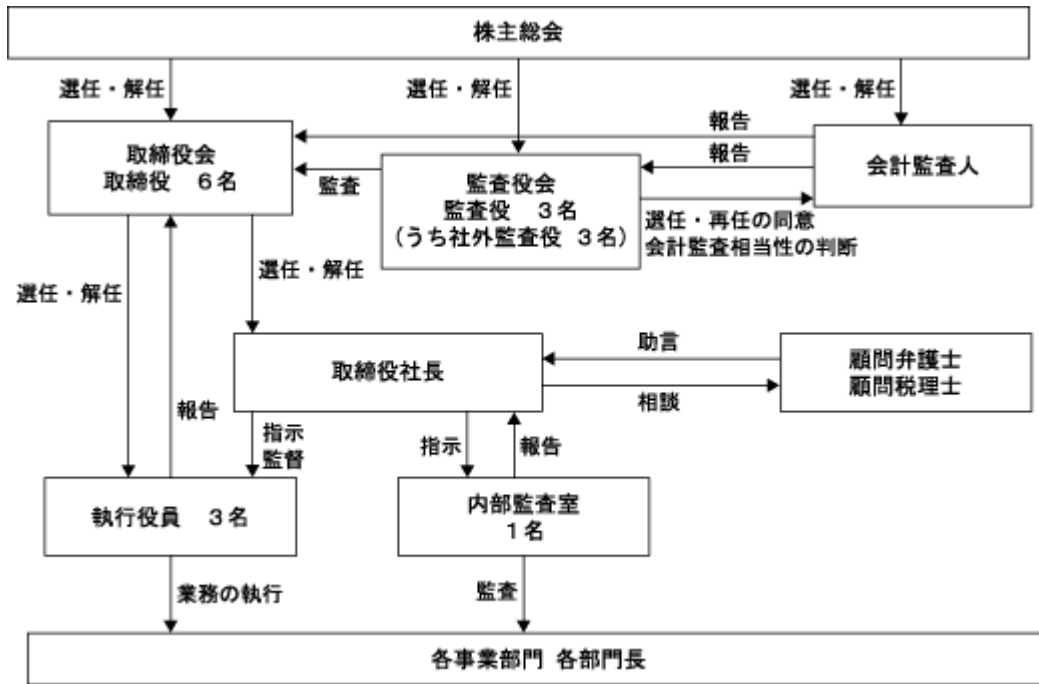 株主総会
選任・解任
選任・解任
選任・解任
報告
取締役会
取締役 6名
監査
報告
会計監査人
監査役会
監査役 3名
(うち社外監査役 3名)
選任・再任の同意
会計監査相当性の判断
選任・解任
選任・解任
取締役社長
助言
相談
顧問弁護士
顧問税理士
報告
指示
監督
指示
報告
執行役員 3名
内部監査室
1名
業務の執行
監査
各事業部門 各部門長